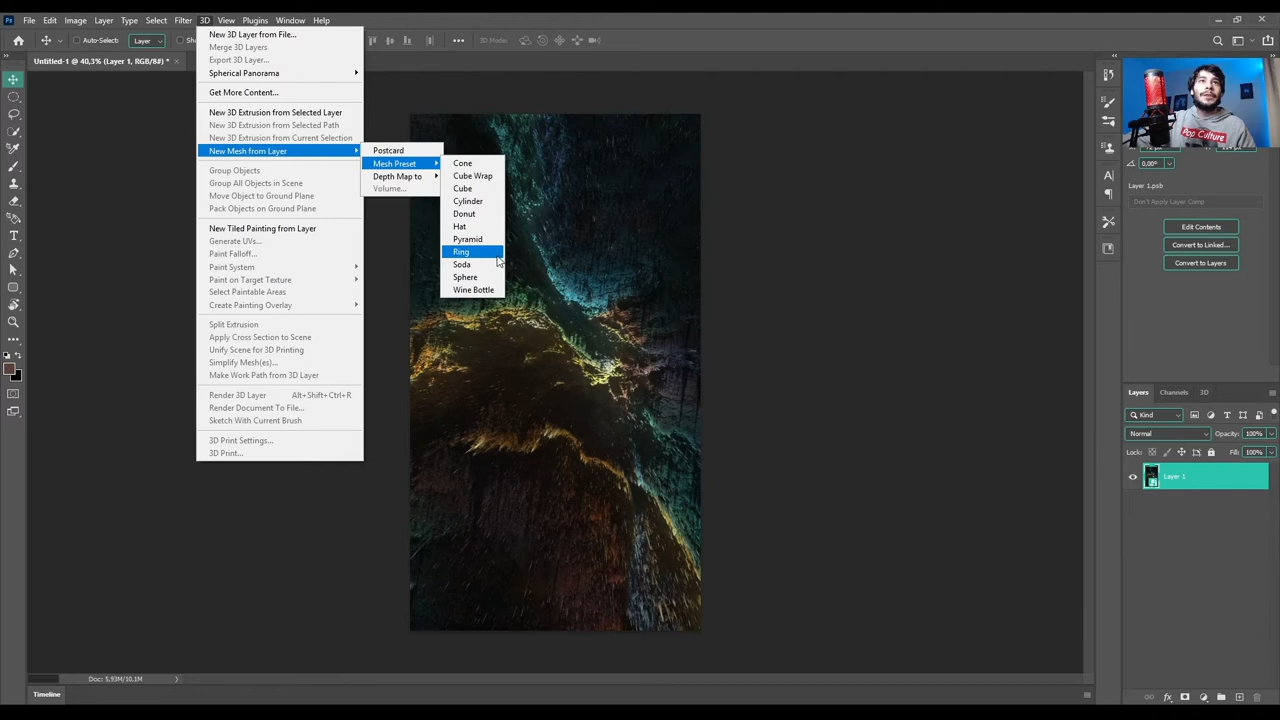 Ps File Edit Image Layer Type Select Filter 3D View Plugins Window Help
Auto-Select: Layer
3D Mode:
Untitled-1 @ 40,3% (Layer 1, RGB/8#) * ×
New 3D Layer from File...
Merge 3D Layers
Export 3D Layer...
Spherical Panorama
Get More Content...
New 3D Extrusion from Selected Layer
New 3D Extrusion from Selected Path
New 3D Extrusion from Current Selection
New Mesh from Layer
Group Objects
Group All Objects in Scene
Move Object to Ground Plane
Pack Objects on Ground Plane
New Tiled Painting from Layer
Generate UVs...
Paint Falloff...
Paint System
Paint on Target Texture
Select Paintable Areas
Create Painting Overlay
Split Extrusion
Apply Cross Section to Scene
Unify Scene for 3D Printing
Simplify Mesh(es)...
Make Work Path from 3D Layer
Render 3D Layer Alt+Shift+Ctrl+R
Render Document To File...
Sketch With Current Brush
3D Print Settings...
3D Print...
Postcard
Mesh Preset
Depth Map to
Volume...
Cone
Cube Wrap
Cube
Cylinder
Donut
Hat
Pyramid
Ring
Soda
Sphere
Wine Bottle
Pop Culture
0,00°
Layer 1.psb
Don't Apply Layer Comp
Edit Contents
Convert to Linked...
Convert to Layers
Layers Channels 3D
Kind
Normal Opacity: 100%
Lock: Fill: 100%
Layer 1
Doc: 5,93M/10,1M
Timeline